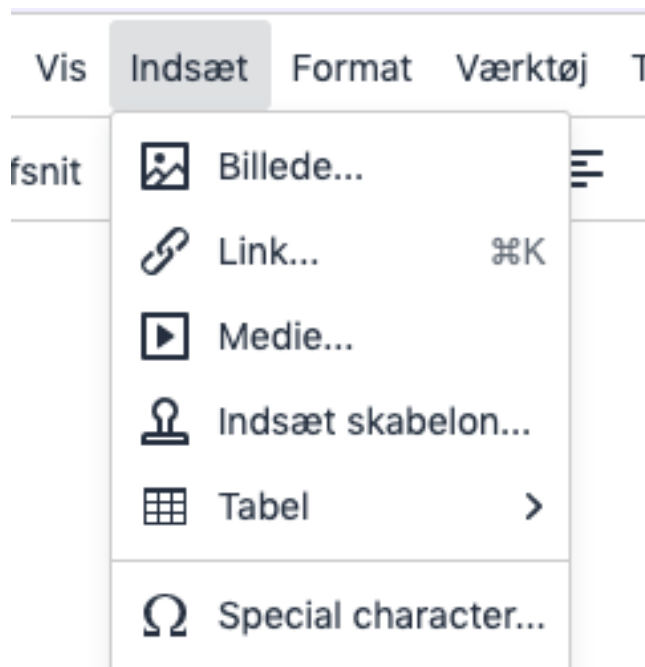 Vis Indsæt Format Værktøj
fsnit
Billede...
Link... ⌘K
Medie...
Indsæt skabelon...
Tabel
Special character...